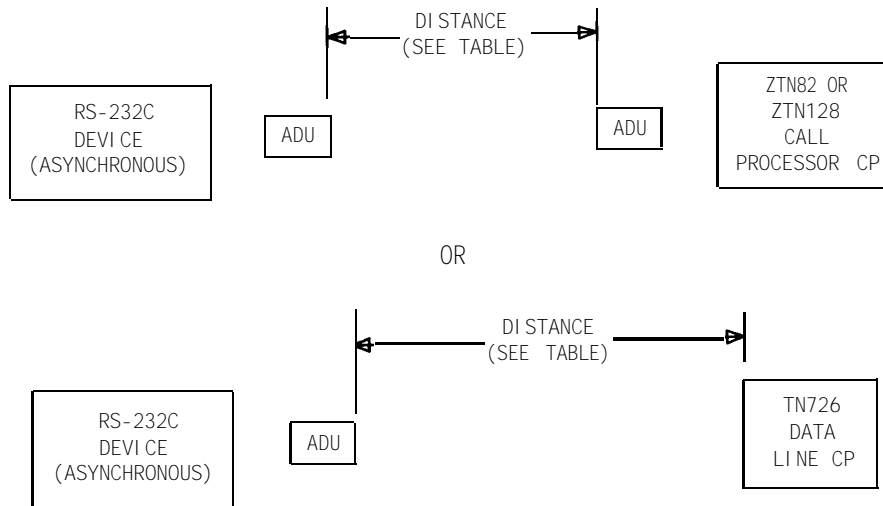 DISTANCE
(SEE TABLE)
RS-232C
DEVICE
(ASYNCHRONOUS)
ADU
ADU
ZTN82 OR
ZTN128
CALL
PROCESSOR CP
OR
DISTANCE
(SEE TABLE)
RS-232C
DEVICE
(ASYNCHRONOUS)
ADU
TN726
DATA
LINE CP